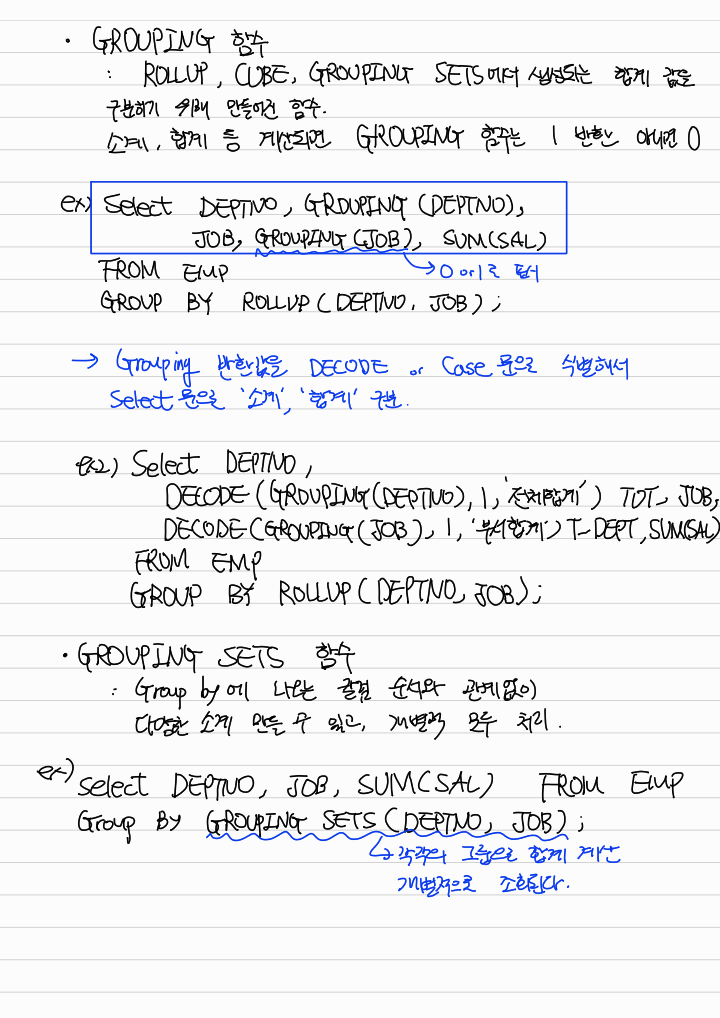 · GROUPING 함수
: ROLLUP, CUBE, GROUPING SETS에서 생성되는 합계 값을
구분하기 위해 만들어진 함수.
소계, 합계 등 계산되면 GROUPING 함수는 1 반환 아니면 0
ex) Select DEPTNO, GROUPING (DEPTNO),
JOB, GROUPING (JOB), SUM(SAL)
→ 0 or 1로
FROM EMP
GROUP BY ROLLUP (DEPTNO, JOB);
→ Grouping 반환값을 DECODE or Case 문으로 식별해서
Select 문으로 '소계', '합계' 구분.
ex2) Select DEPTNO,
DECODE (GROUPING(DEPTNO), 1, '전체합계') TOT, JOB,
DECODE (GROUPING (JOB), 1, '부서합계') T_DEPT, SUM(SAL)
FROM EMP
GROUP BY ROLLUP (DEPTNO, JOB);
· GROUPING SETS 함수
: Group by 에 나오는 순서와 관계없이
다양한 소계 만들 수 있고, 개별적 모두 처리.
ex) Select DEPTNO, JOB, SUM(SAL) FROM EMP
Group By GROUPING SETS (DEPTNO, JOB);
→ 각각의 그룹으로 합계 계산
개별적으로 조회된다.